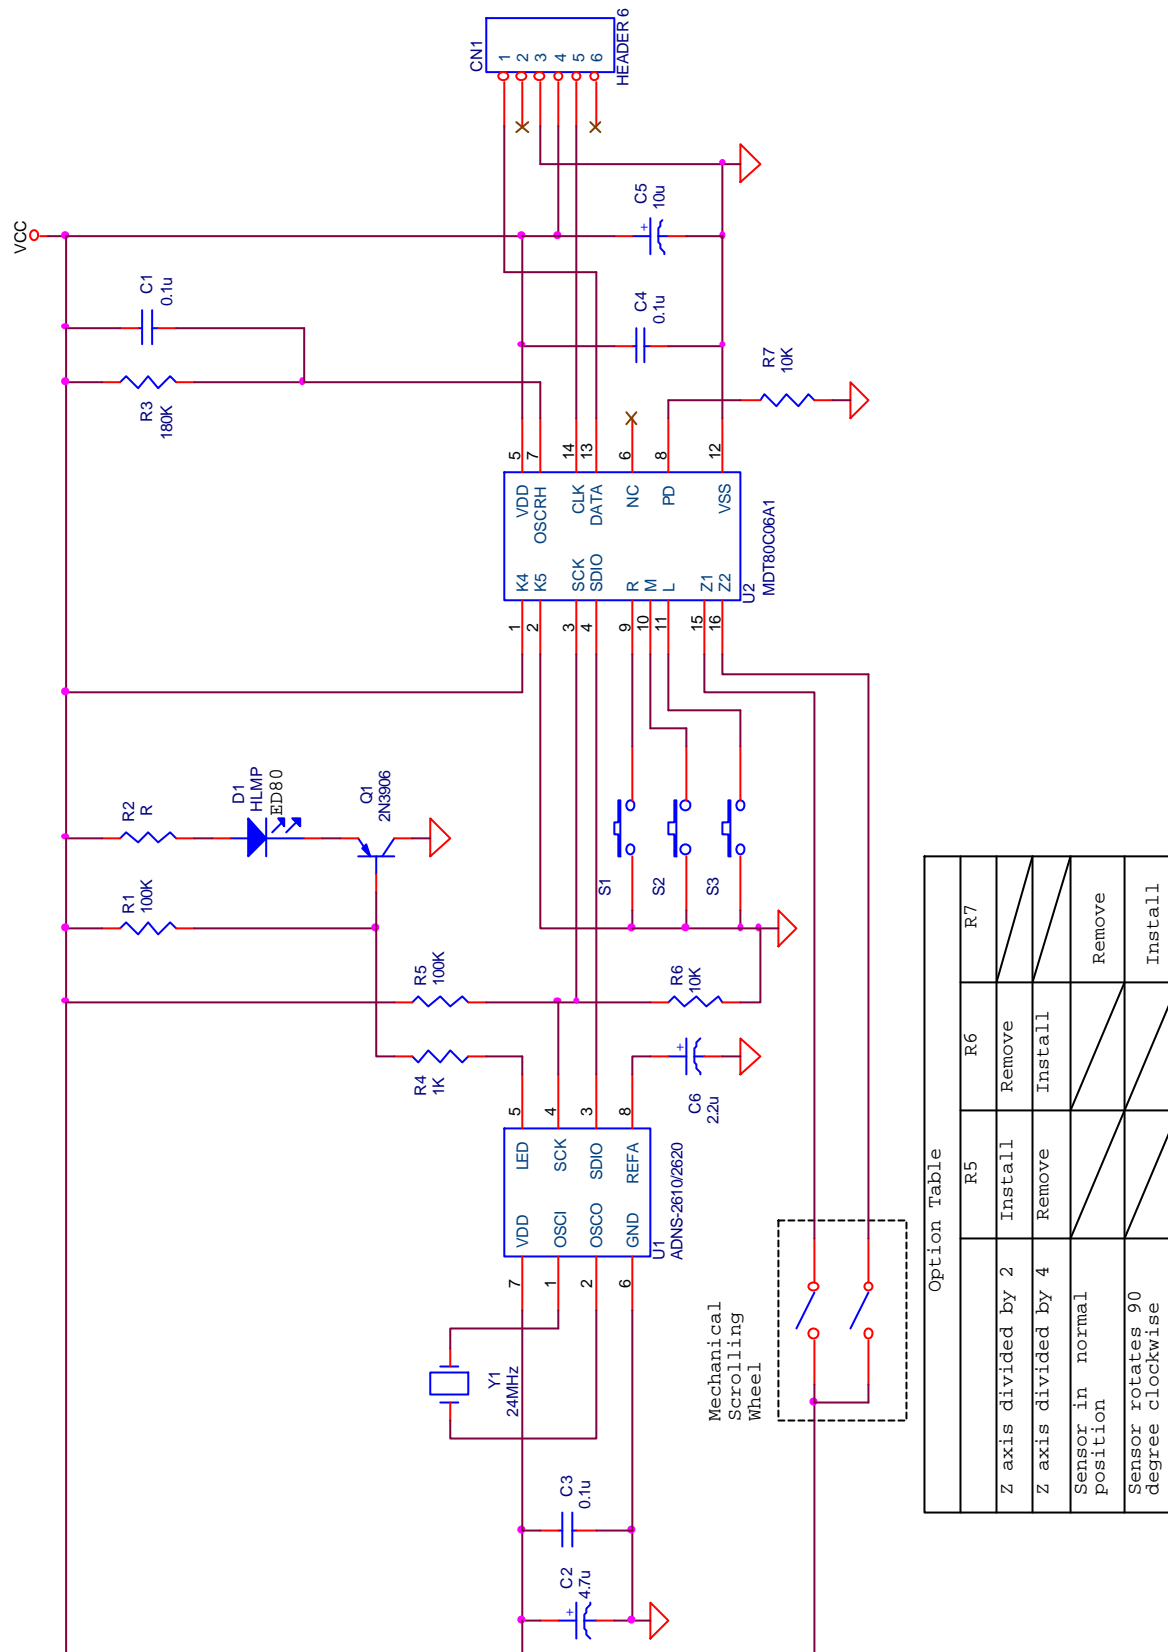 VCC
CN1
1
2
3
4
5
6
HEADER 6
C5
10u
C1
0.1u
C4
0.1u
R3
180K
R7
10K
5
7
14
13
6
8
12
VDD
OSCRH
CLK
DATA
NC
PD
VSS
K4
K5
SCK
SDIO
R
M
L
Z1
Z2
U2
MDT80C06A1
1
2
3
4
9
10
11
15
16
R2
R
D1
HLMP
ED80
Q1
2N3906
R1
100K
S1
S2
S3
R5
100K
R6
10K
R4
1K
C6
2.2u
5
4
3
8
LED
SCK
SDIO
REFA
VDD
OSCI
OSCO
GND
U1
ADNS-2610/2620
7
1
2
6
Y1
24MHz
C3
0.1u
C2
4.7u
Mechanical
Scrolling
Wheel
Option Table
R5 R6 R7
Z axis divided by 2 Install Remove
Z axis divided by 4 Remove Install
Sensor in normal
position Remove
Sensor rotates 90
degree clockwise Install